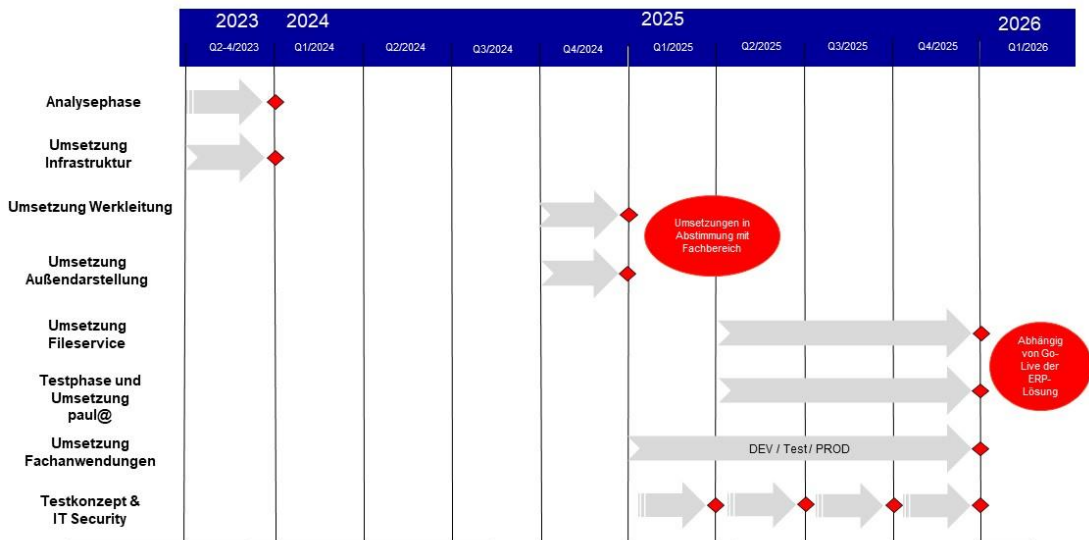 2023 2024 2025 2026
Q2-4/2023 Q1/2024 Q2/2024 Q3/2024 Q4/2024 Q1/2025 Q2/2025 Q3/2025 Q4/2025 Q1/2026
Analysephase
Umsetzung
Infrastruktur
Umsetzung Werkleitung
Umsetzungen in
Abstimmung mit
Fachbereich
Umsetzung
Außendarstellung
Umsetzung
Fileservice
Abhängig
von Go-
Live der
ERP-
Lösung
Testphase und
Umsetzung
paul@
Umsetzung
Fachanwendungen
DEV / Test / PROD
Testkonzept &
IT Security